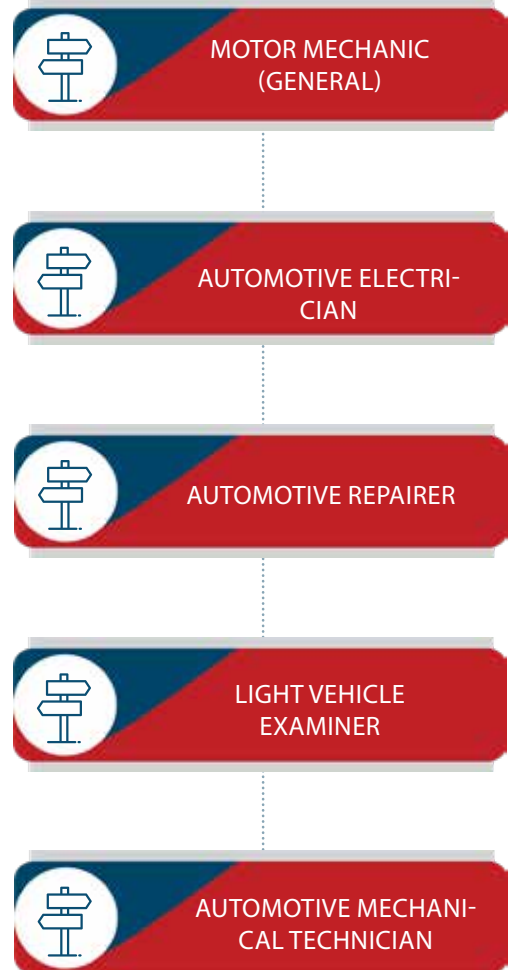 MOTOR MECHANIC
(GENERAL)
AUTOMOTIVE ELECTRI-
CIAN
AUTOMOTIVE REPAIRER
LIGHT VEHICLE
EXAMINER
AUTOMOTIVE MECHANI-
CAL TECHNICIAN